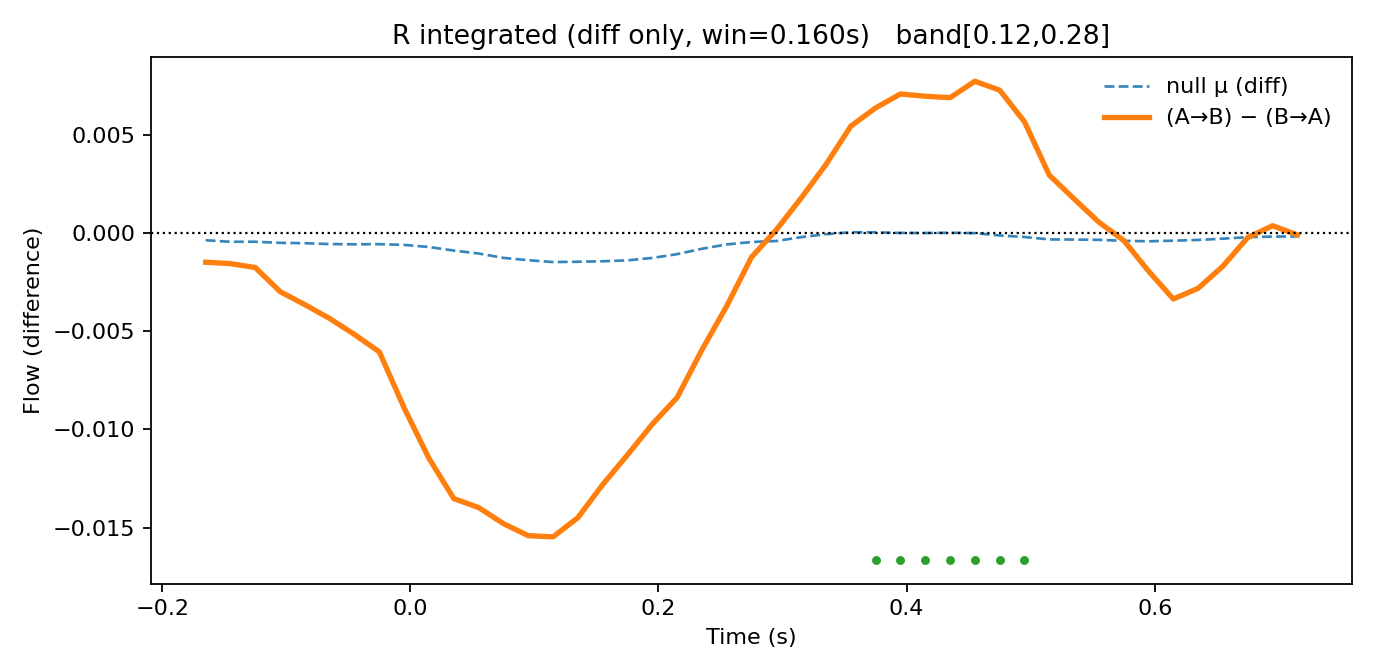 R integrated (diff only, win=0.160s)   band[0.12,0.28]
null μ (diff)
(A→B) − (B→A)
Flow (difference)
0.005
0.000
−0.005
−0.010
−0.015
−0.2
0.0
0.2
0.4
0.6
Time (s)